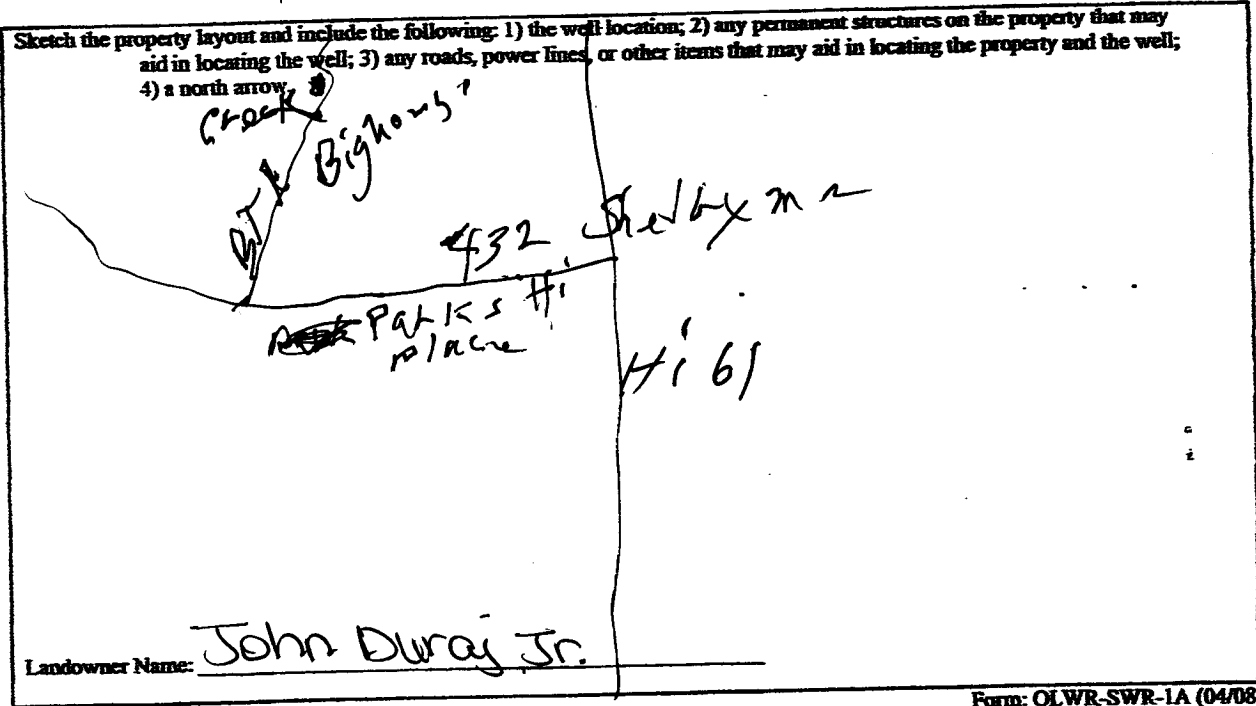 Sketch the property layout and include the following: 1) the well location; 2) any permanent structures on the property that may
aid in locating the well; 3) any roads, power lines, or other items that may aid in locating the property and the well;
4) a north arrow.
Creek
Big
432
Parks Hi
place
Hi 61
Landowner Name: John Duraj Jr.
Form: OLWR-SWR-1A (04/08